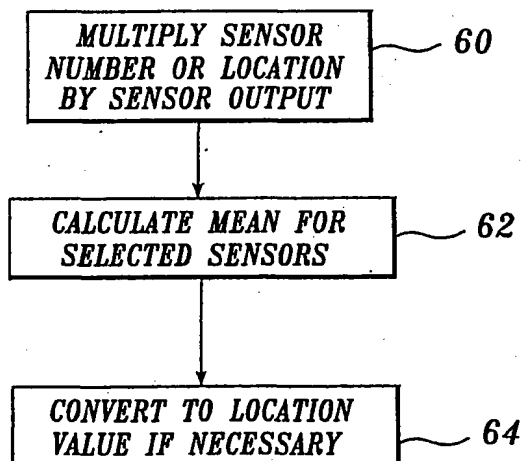 MULTIPLY SENSOR
NUMBER OR LOCATION
BY SENSOR OUTPUT
60
CALCULATE MEAN FOR
SELECTED SENSORS
62
CONVERT TO LOCATION
VALUE IF NECESSARY
64